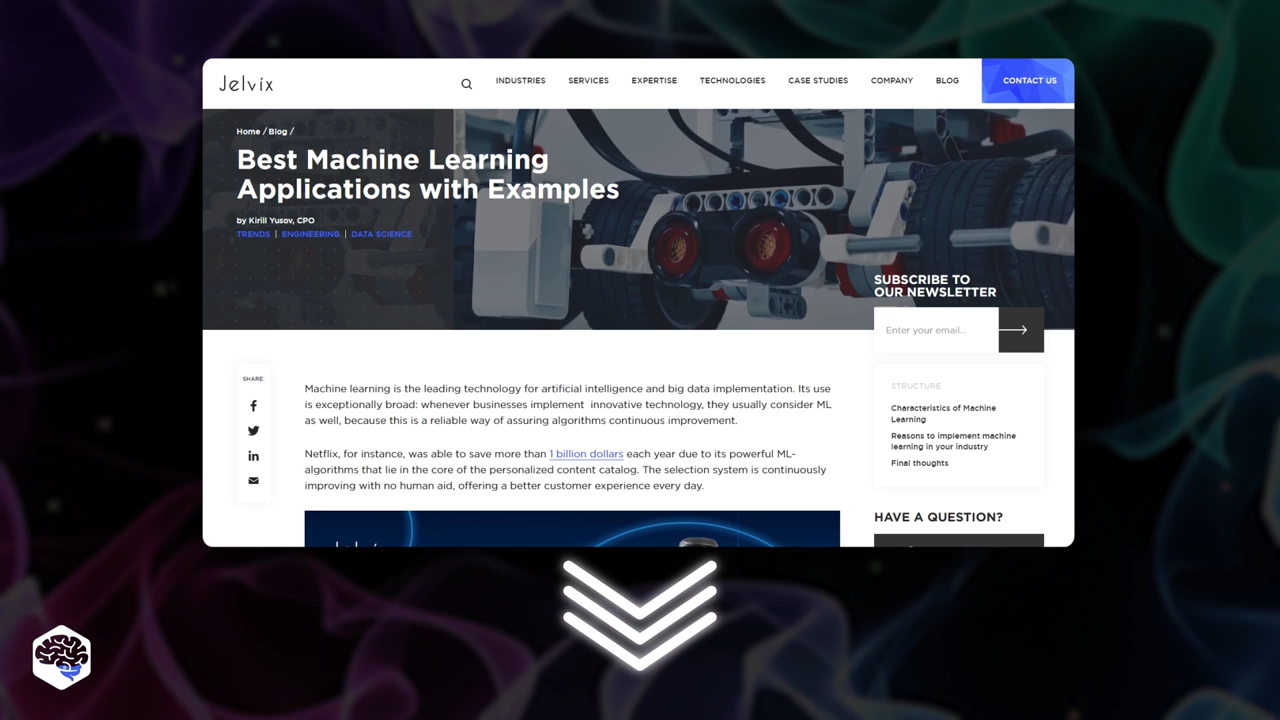 Jelvix
INDUSTRIES SERVICES EXPERTISE TECHNOLOGIES CASE STUDIES COMPANY BLOG CONTACT US
Home / Blog /
Best Machine Learning
Applications with Examples
by Kirill Yusov, CPO
TRENDS | ENGINEERING | DATA SCIENCE
SUBSCRIBE TO
OUR NEWSLETTER
Enter your email...
SHARE:
Machine learning is the leading technology for artificial intelligence and big data implementation. Its use
is exceptionally broad: whenever businesses implement innovative technology, they usually consider ML
as well, because this is a reliable way of assuring algorithms continuous improvement.
Netflix, for instance, was able to save more than 1 billion dollars each year due to its powerful ML-
algorithms that lie in the core of the personalized content catalog. The selection system is continuously
improving with no human aid, offering a better customer experience every day.
STRUCTURE
Characteristics of Machine
Learning
Reasons to implement machine
learning in your industry
Final thoughts
HAVE A QUESTION?